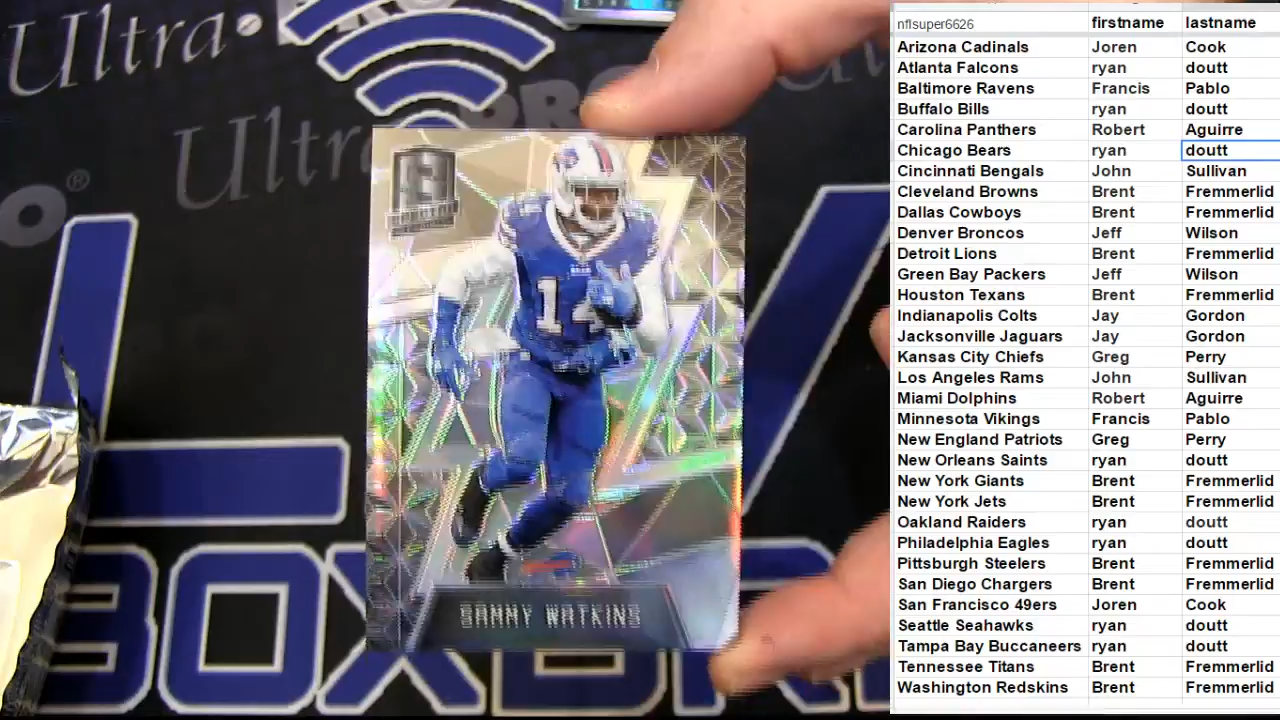 Ultra PRO
Ultra PRO
14
SAMMY WATKINS
BOXBR
nflsuper6626 firstname lastname
Arizona Cadinals Joren Cook
Atlanta Falcons ryan doutt
Baltimore Ravens Francis Pablo
Buffalo Bills ryan doutt
Carolina Panthers Robert Aguirre
Chicago Bears ryan doutt
Cincinnati Bengals John Sullivan
Cleveland Browns Brent Fremmerlid
Dallas Cowboys Brent Fremmerlid
Denver Broncos Jeff Wilson
Detroit Lions Brent Fremmerlid
Green Bay Packers Jeff Wilson
Houston Texans Brent Fremmerlid
Indianapolis Colts Jay Gordon
Jacksonville Jaguars Jay Gordon
Kansas City Chiefs Greg Perry
Los Angeles Rams John Sullivan
Miami Dolphins Robert Aguirre
Minnesota Vikings Francis Pablo
New England Patriots Greg Perry
New Orleans Saints ryan doutt
New York Giants Brent Fremmerlid
New York Jets Brent Fremmerlid
Oakland Raiders ryan doutt
Philadelphia Eagles ryan doutt
Pittsburgh Steelers Brent Fremmerlid
San Diego Chargers Brent Fremmerlid
San Francisco 49ers Joren Cook
Seattle Seahawks ryan doutt
Tampa Bay Buccaneers ryan doutt
Tennessee Titans Brent Fremmerlid
Washington Redskins Brent Fremmerlid